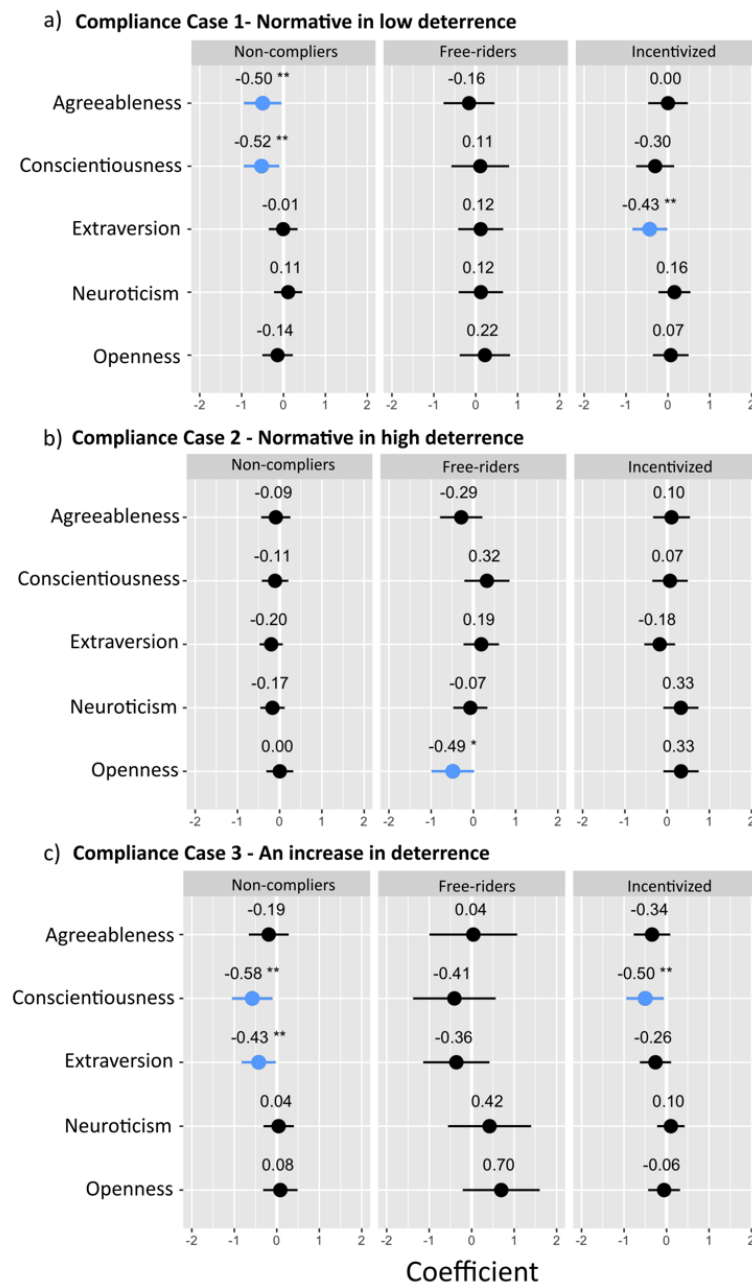 a) Compliance Case 1- Normative in low deterrence
Non-compliers Free-riders Incentivized
-0.50 ** -0.16 0.00
Agreeableness
-0.52 ** 0.11 -0.30
Conscientiousness
-0.01 0.12 -0.43 **
Extraversion
0.11 0.12 0.16
Neuroticism
-0.14 0.22 0.07
Openness
-2 -1 0 1 2 -2 -1 0 1 2 -2 -1 0 1 2
b) Compliance Case 2 - Normative in high deterrence
Non-compliers Free-riders Incentivized
-0.09 -0.29 0.10
Agreeableness
-0.11 0.32 0.07
Conscientiousness
-0.20 0.19 -0.18
Extraversion
-0.17 -0.07 0.33
Neuroticism
0.00 -0.49 * 0.33
Openness
-2 -1 0 1 2 -2 -1 0 1 2 -2 -1 0 1 2
c) Compliance Case 3 - An increase in deterrence
Non-compliers Free-riders Incentivized
-0.19 0.04 -0.34
Agreeableness
-0.58 ** -0.41 -0.50 **
Conscientiousness
-0.43 ** -0.36 -0.26
Extraversion
0.04 0.42 0.10
Neuroticism
0.08 0.70 -0.06
Openness
-2 -1 0 1 2 -2 -1 0 1 2 -2 -1 0 1 2
Coefficient